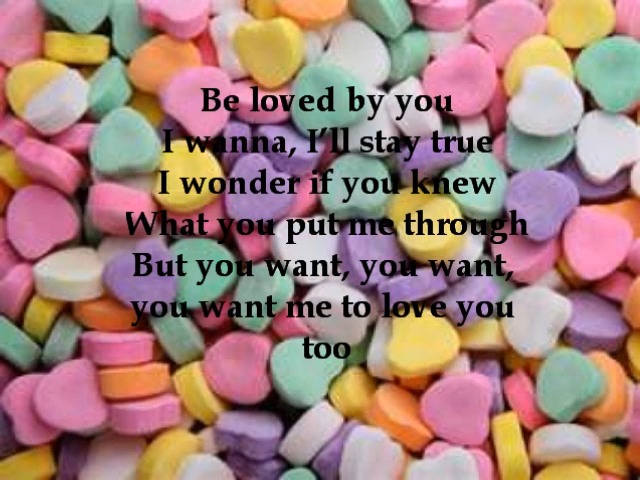 Be loved by you
I wanna, I'll stay true
I wonder if you knew
What you put me through
But you want, you want,
you want me to love you
too